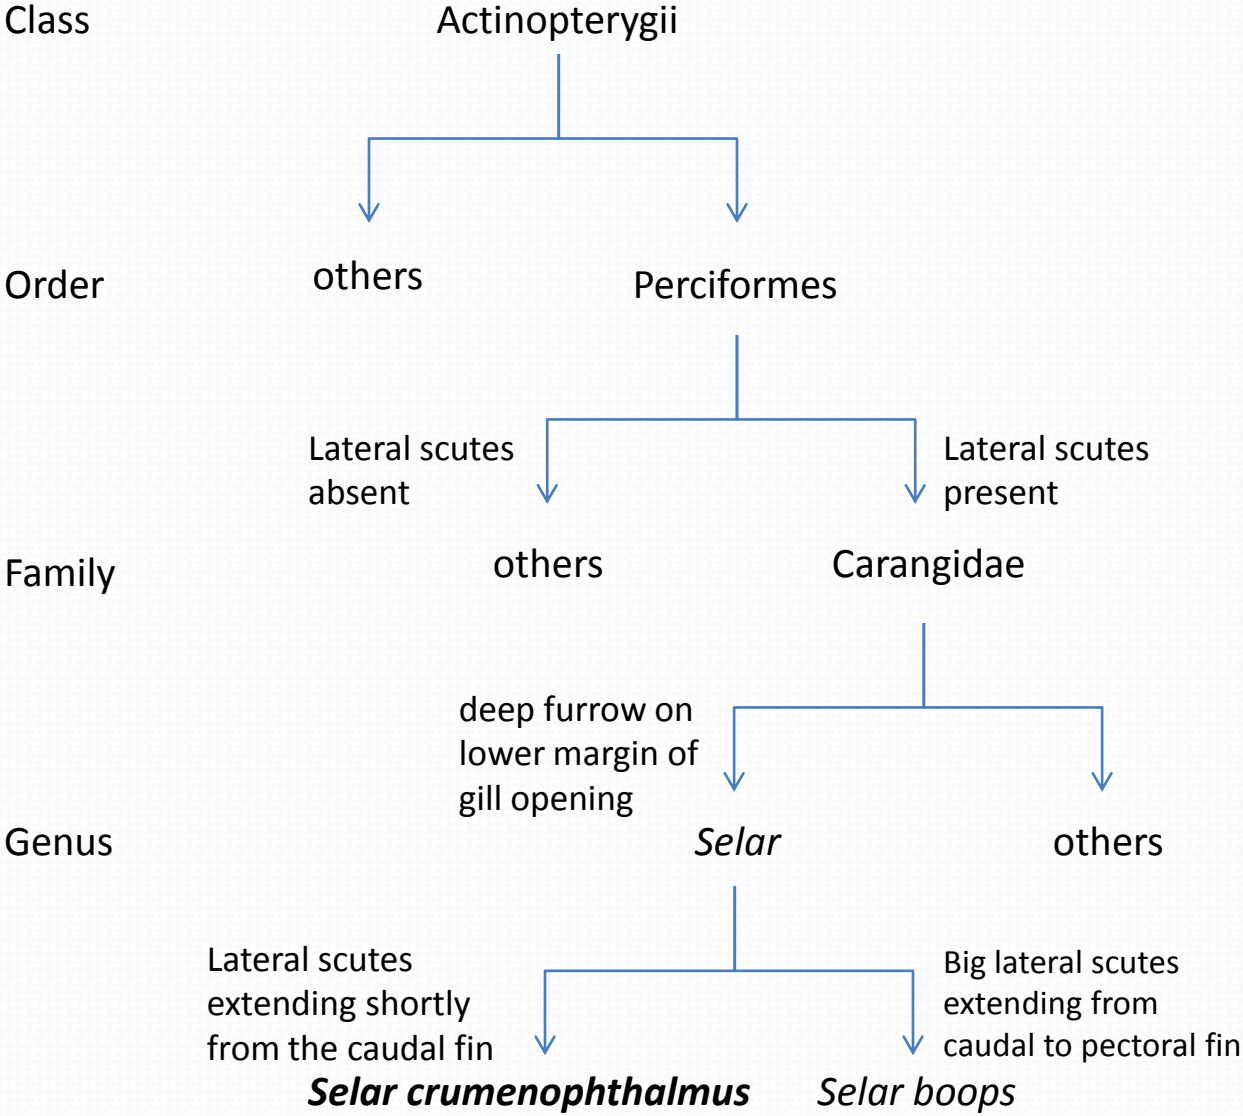 Class
Actinopterygii
Order
others
Perciformes
Lateral scutes
absent
Lateral scutes
present
Family
others
Carangidae
deep furrow on
lower margin of
gill opening
Genus
Selar
others
Lateral scutes
extending shortly
from the caudal fin
Big lateral scutes
extending from
caudal to pectoral fin
Selar crumenophthalmus
Selar boops